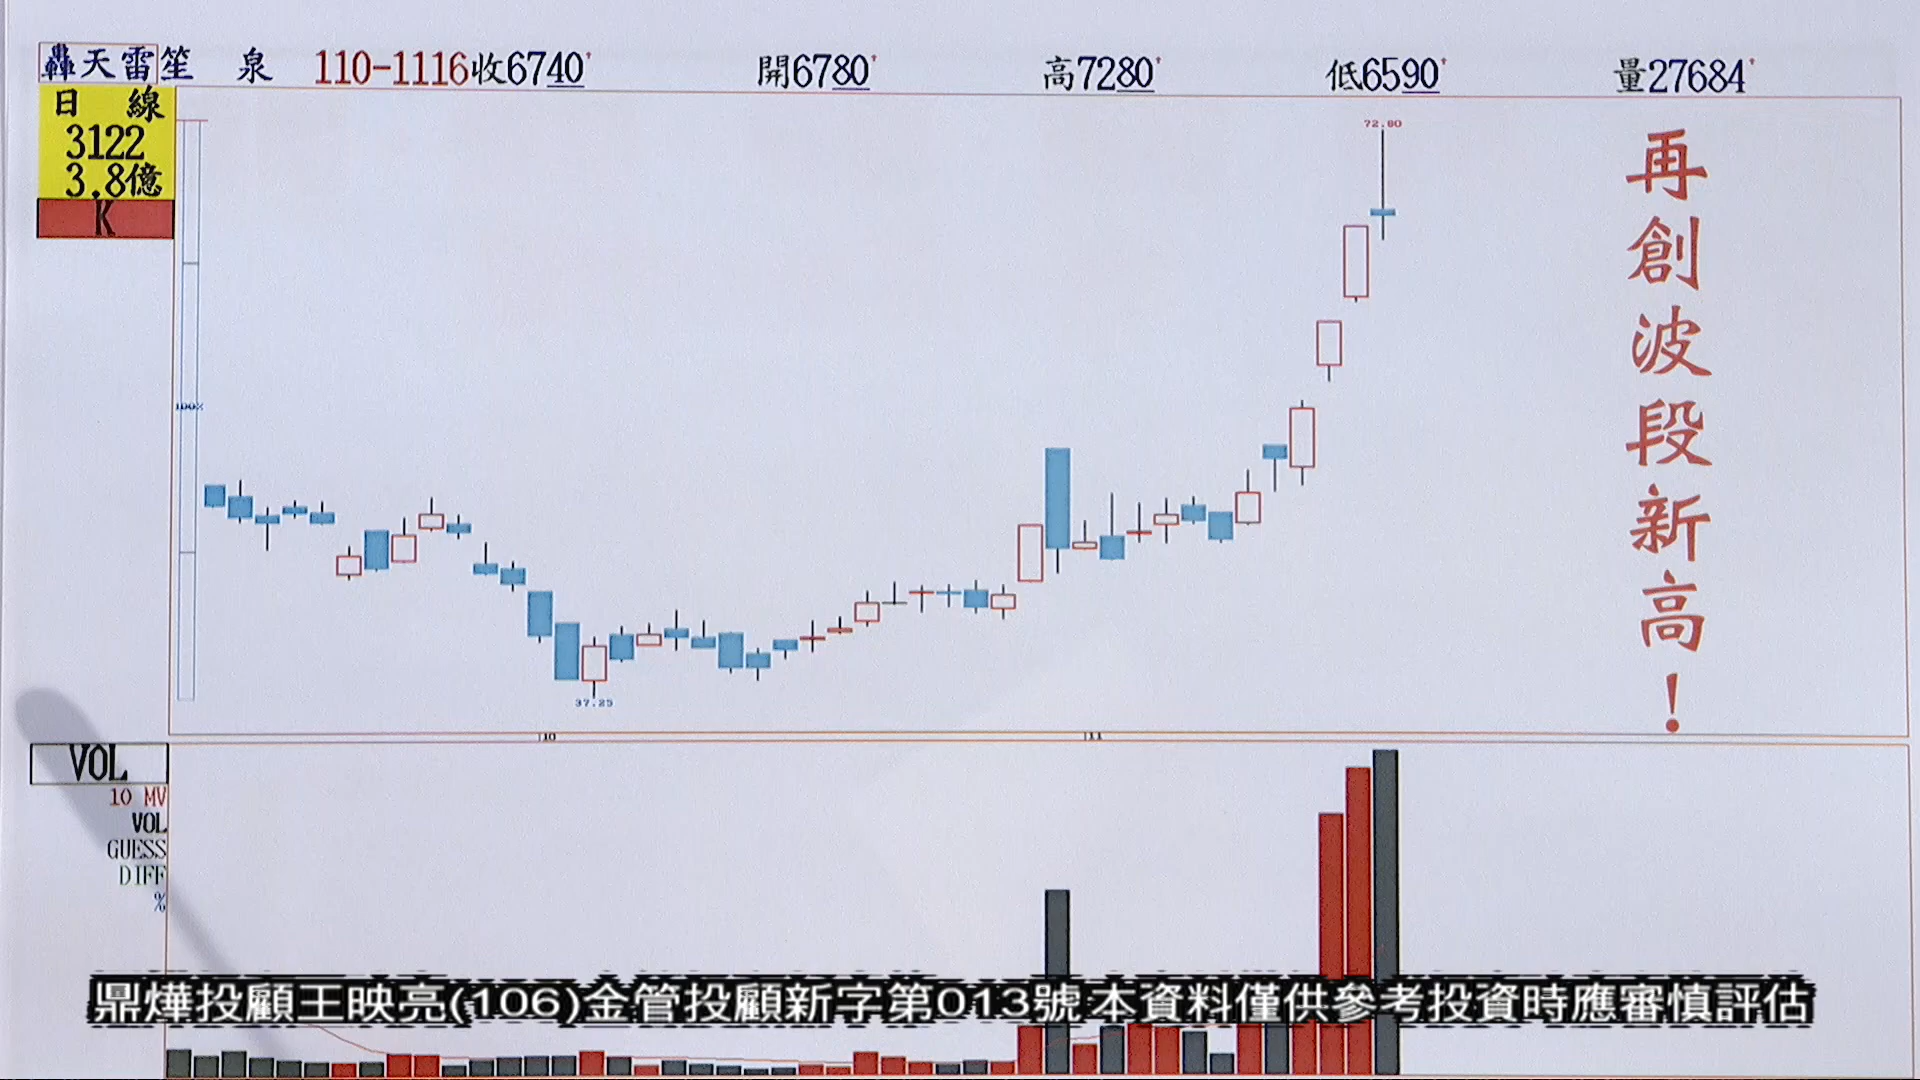 轟天雷笙 泉 110-1116收6740 開6780 高7280 低6590 量27684
日 線
3122
3.8億
K
72.80
100%
37.25
10 11
再創波段新高!
VOL
10 MV
VOL
GUESS
DIFF
%
鼎燁投顧王映亮(106)金管投顧新字第013號本資料僅供參考投資時應審慎評估